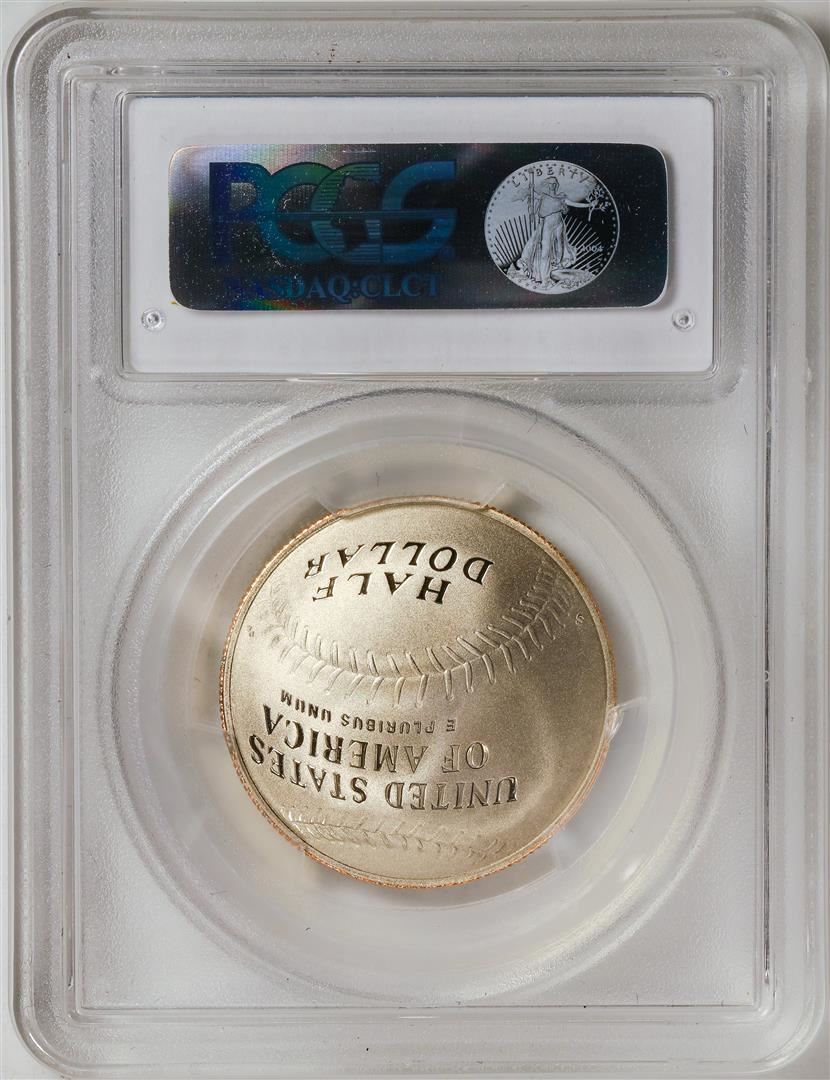 PCGS
NASDAQ:CLCT
LIBERTY
UNITED STATES
OF AMERICA
E PLURIBUS UNUM
HALF
DOLLAR